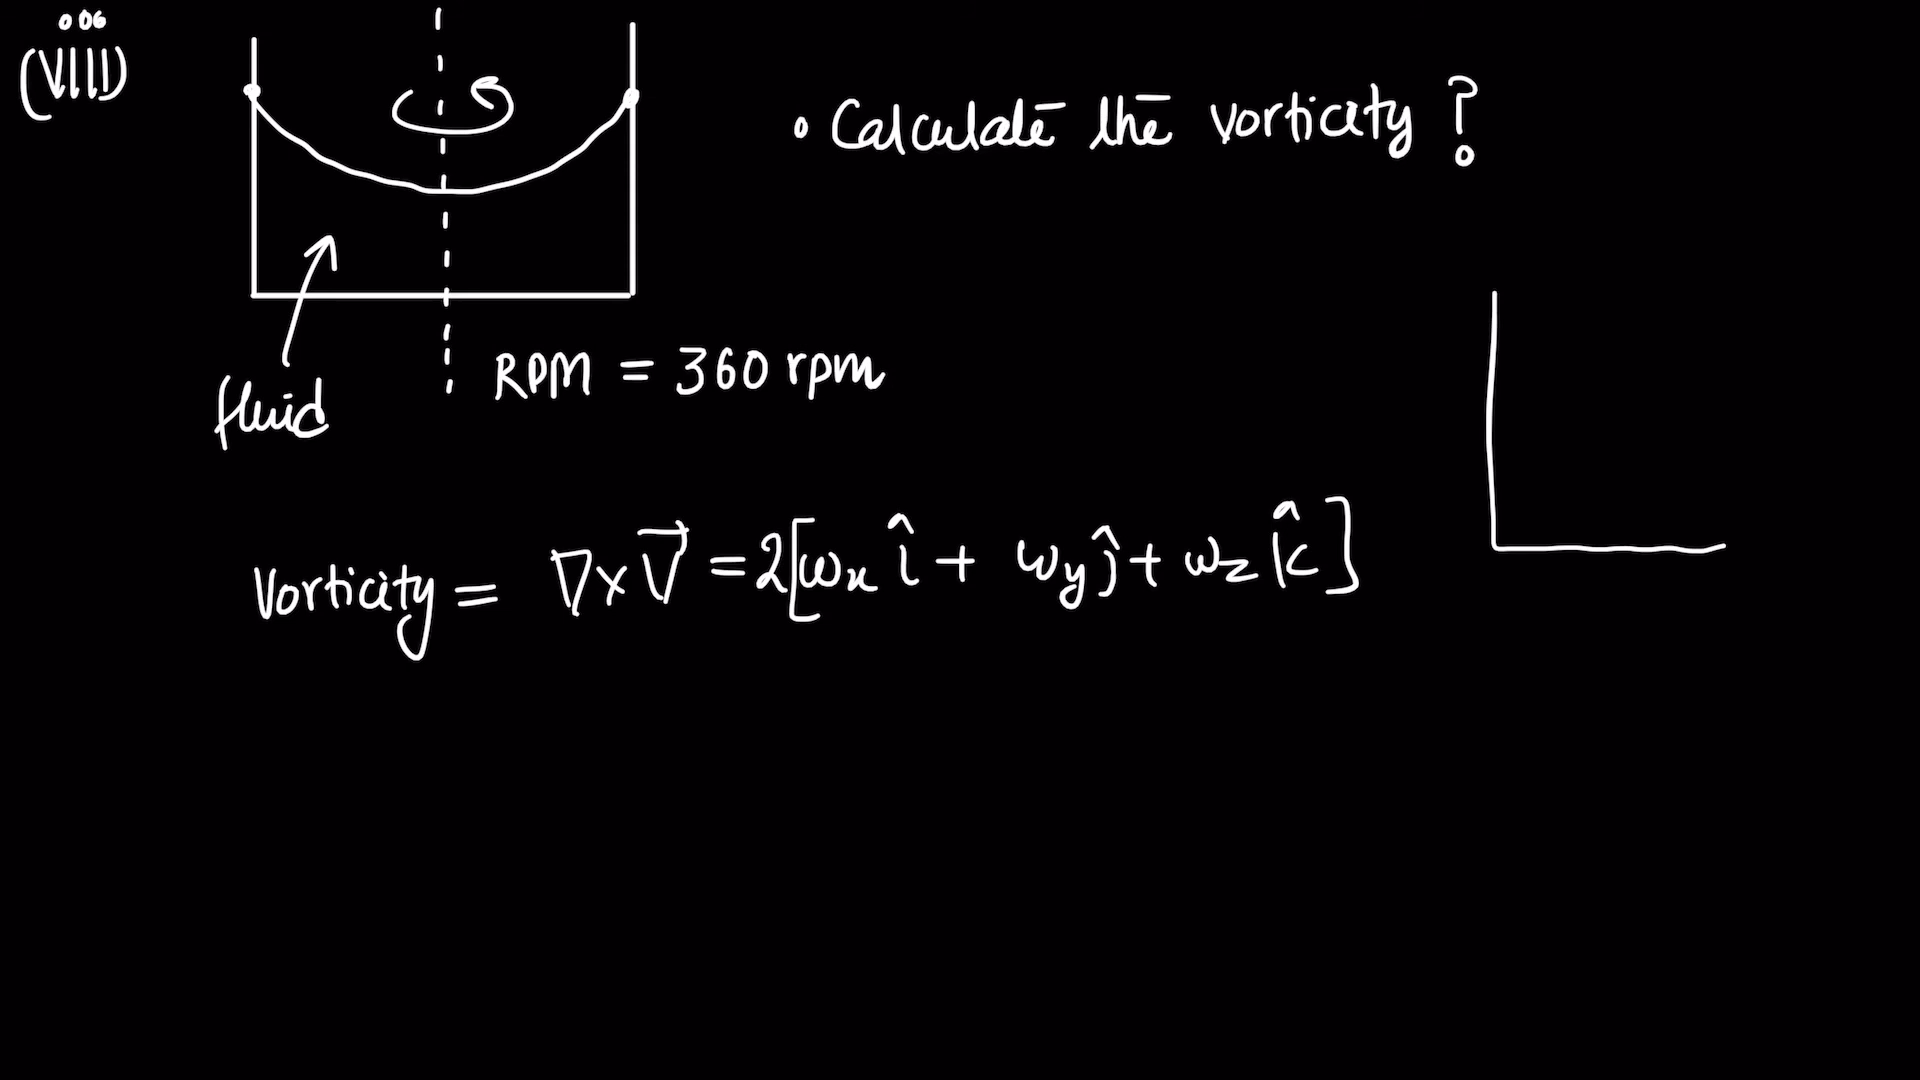 (VIII)
• Calculate the vorticity ?
RPM = 360 rpm
fluid
Vorticity = ∇×V⃗ = 2[ωx î + ωy ĵ + ωz k̂]